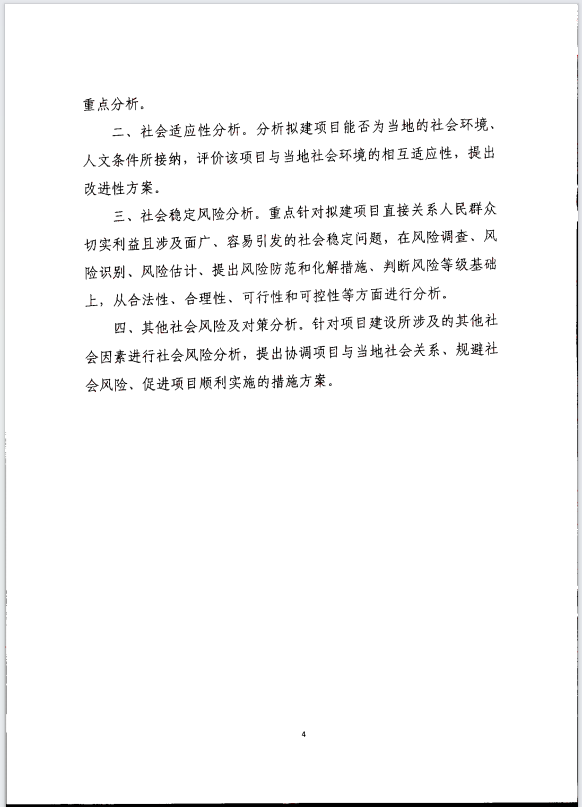 重点分析。
二、社会适应性分析。分析拟建项目能否为当地的社会环境、
人文条件所接纳，评价该项目与当地社会环境的相互适应性，提出
改进性方案。
三、社会稳定风险分析。重点针对拟建项目直接关系人民群众
切实利益且涉及面广、容易引发的社会稳定问题，在风险调查、风
险识别、风险估计、提出风险防范和化解措施、判断风险等级基础
上，从合法性、合理性、可行性和可控性等方面进行分析。
四、其他社会风险及对策分析。针对项目建设所涉及的其他社
会因素进行社会风险分析，提出协调项目与当地社会关系、规避社
会风险、促进项目顺利实施的措施方案。
4